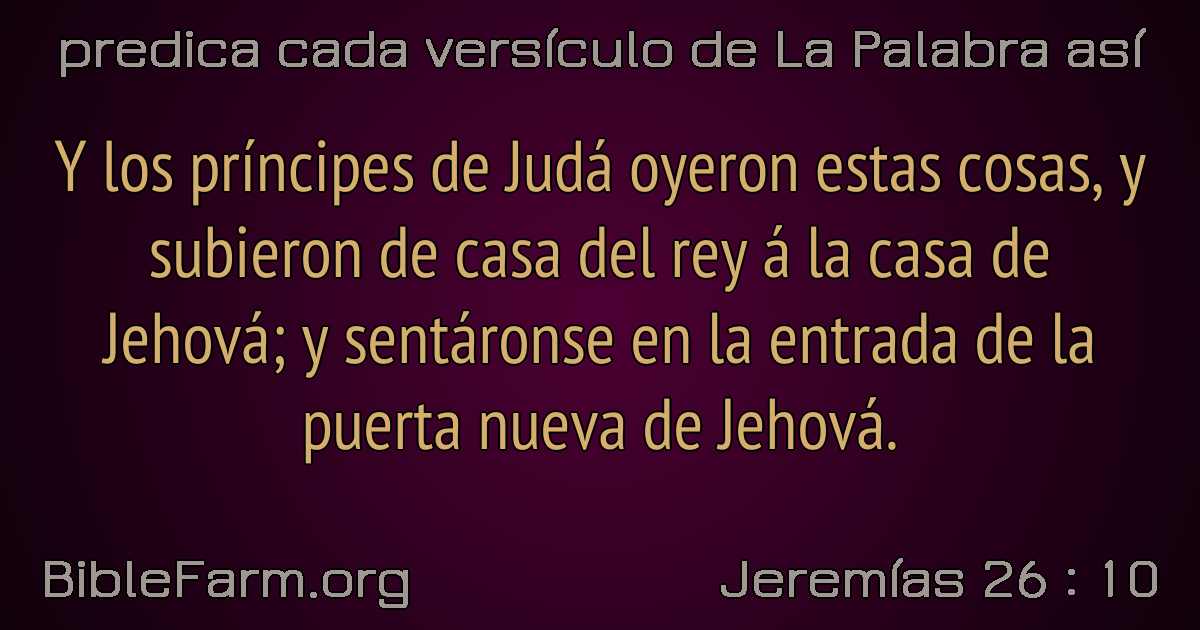 predica cada versículo de La Palabra así
Y los príncipes de Judá oyeron estas cosas, y
subieron de casa del rey á la casa de
Jehová; y sentáronse en la entrada de la
puerta nueva de Jehová.
BibleFarm.org
Jeremías 26 : 10